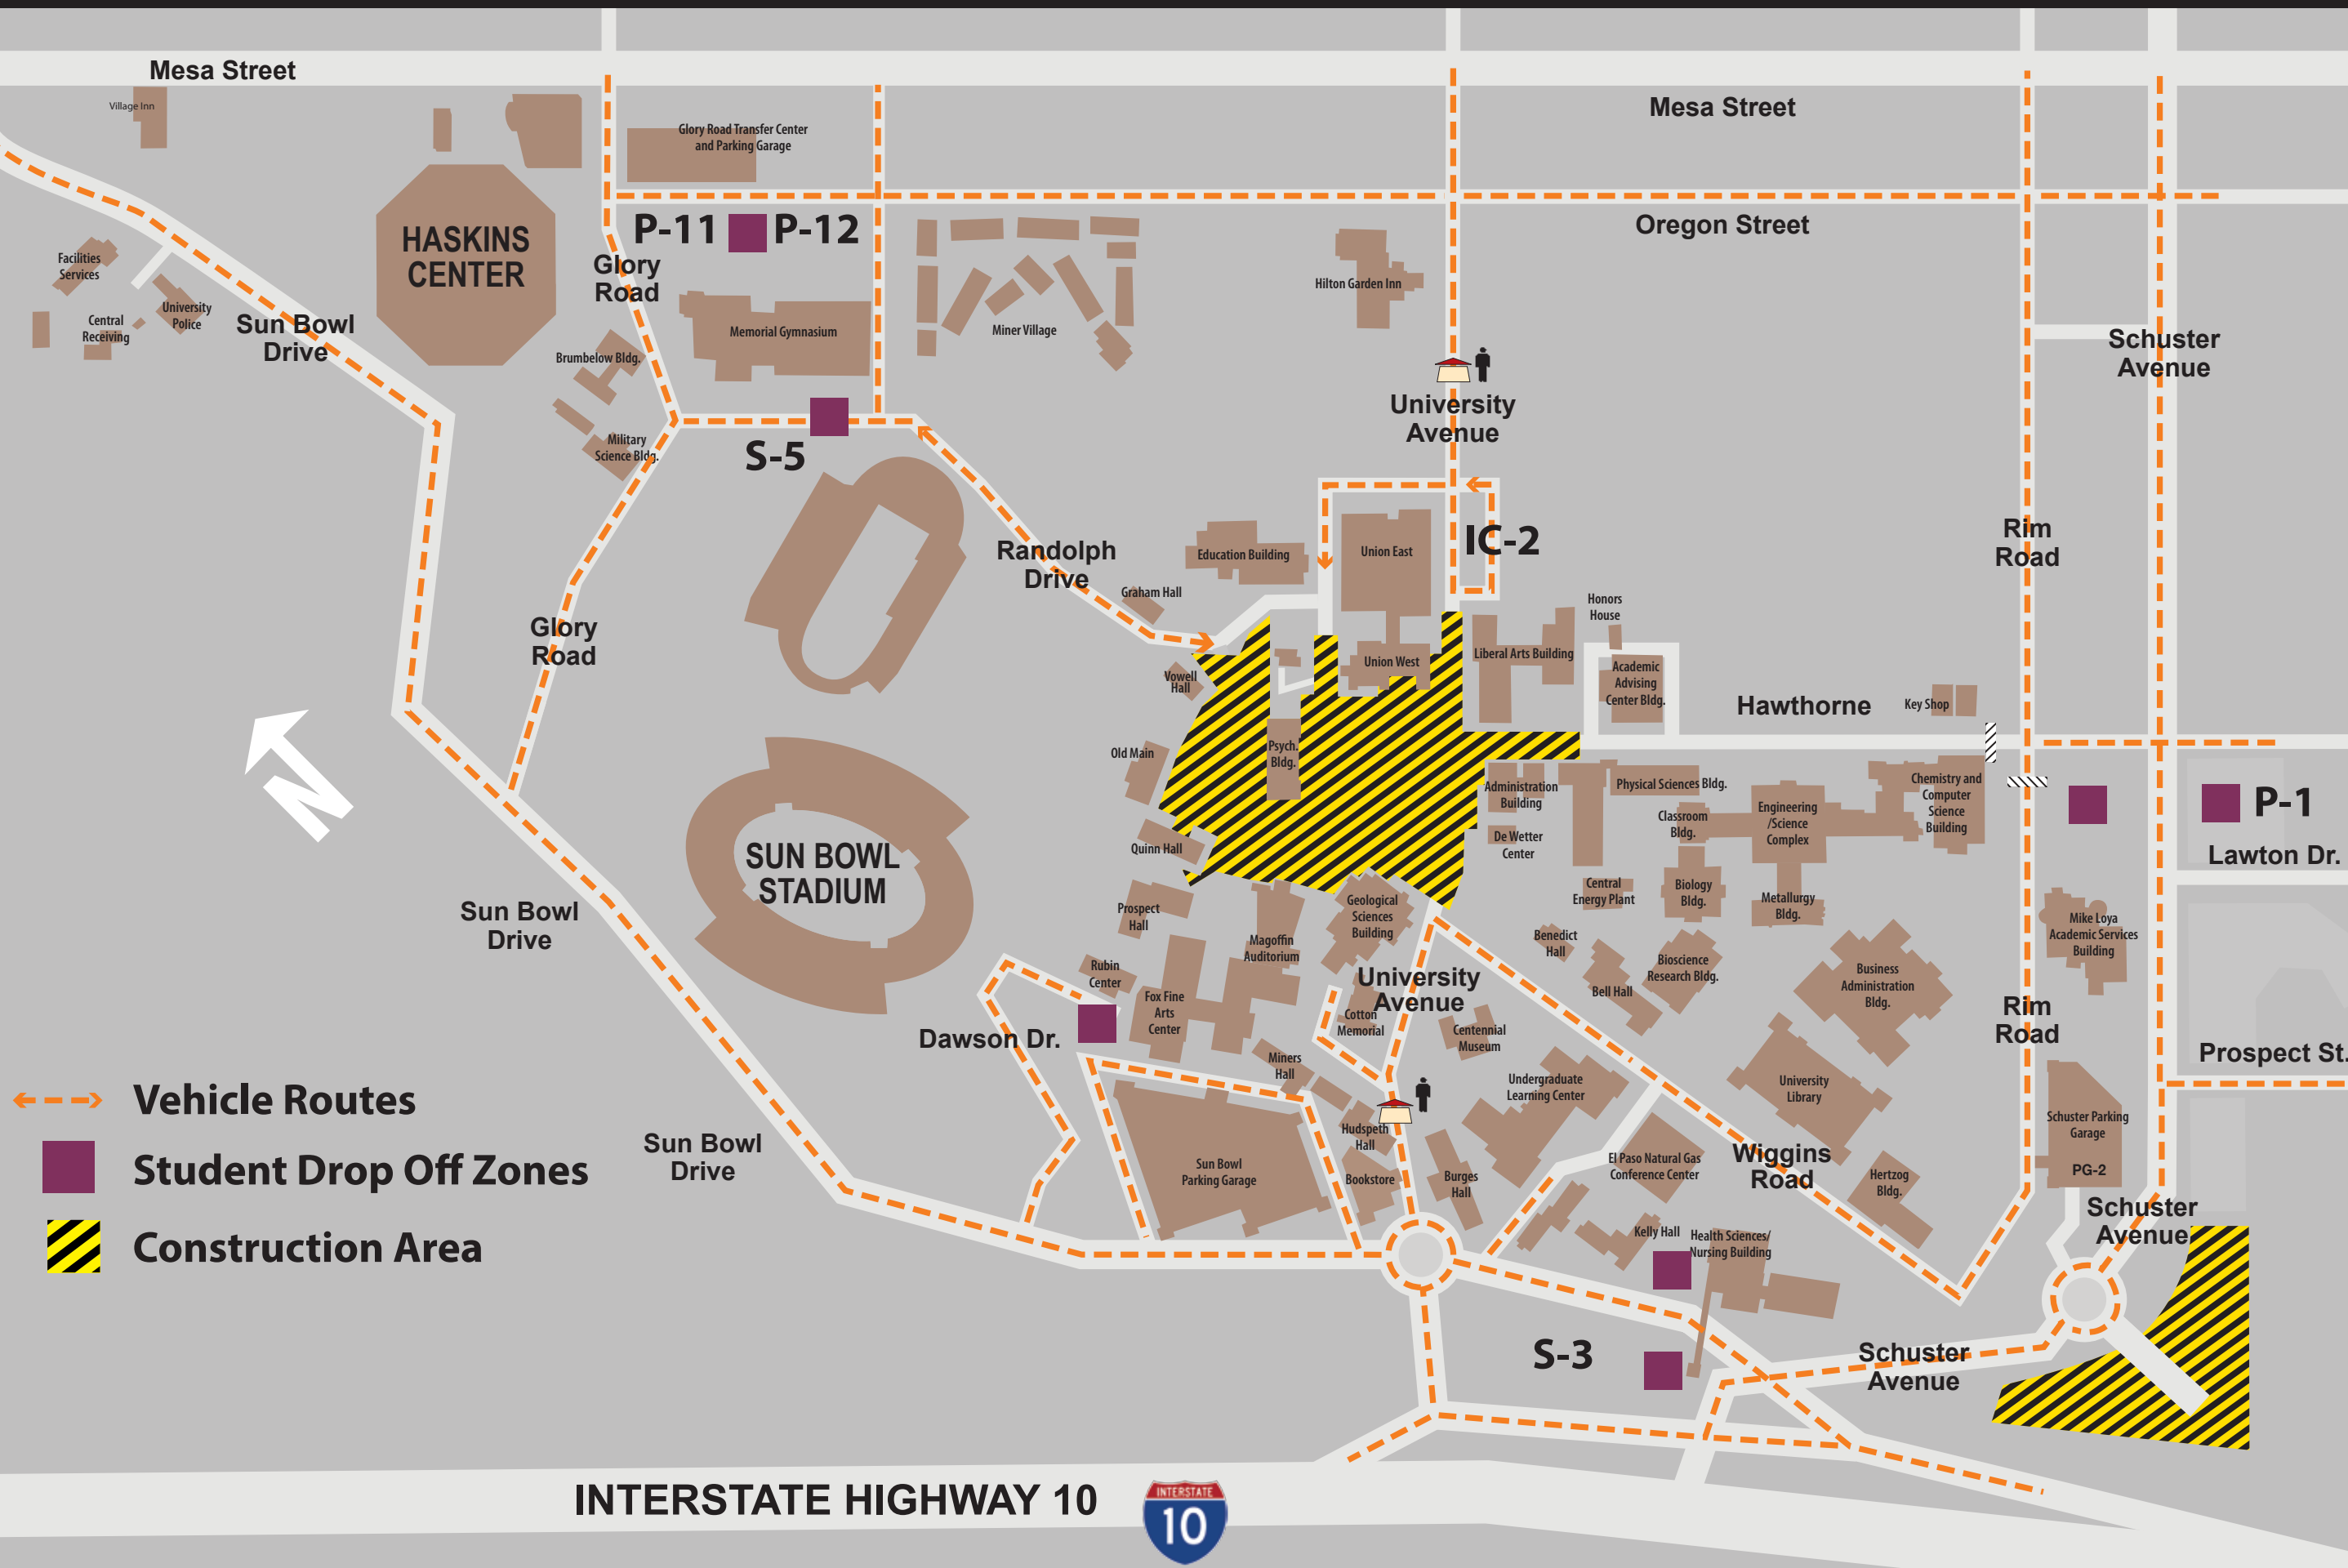 Mesa Street
Village Inn
Mesa Street
Glory Road Transfer Center
and Parking Garage
P-11
P-12
Oregon Street
HASKINS
CENTER
Glory
Road
Facilities
Services
University
Police
Central
Receiving
Sun Bowl
Drive
Hilton Garden Inn
Memorial Gymnasium
Miner Village
Brumbelow Bldg.
Schuster
Avenue
University
Avenue
Military
Science Bldg.
S-5
Randolph
Drive
Education Building
Union East
IC-2
Rim
Road
Graham Hall
Honors
House
Glory
Road
Vowell
Hall
Union West
Liberal Arts Building
Academic
Advising
Center Bldg.
Hawthorne
Key Shop
N
Old Main
Psych.
Bldg.
Administration
Building
Physical Sciences Bldg.
Chemistry and
Computer
Science
Building
P-1
Classroom
Bldg.
Engineering
/Science
Complex
De Wetter
Center
Quinn Hall
SUN BOWL
STADIUM
Lawton Dr.
Central
Energy Plant
Biology
Bldg.
Metallurgy
Bldg.
Sun Bowl
Drive
Prospect
Hall
Geological
Sciences
Building
Mike Loya
Academic Services
Building
Magoffin
Auditorium
Benedict
Hall
Bioscience
Research Bldg.
Business
Administration
Bldg.
Rubin
Center
University
Avenue
Bell Hall
Fox Fine
Arts
Center
Cotton
Memorial
Centennial
Museum
Rim
Road
Dawson Dr.
Prospect St.
Miners
Hall
Undergraduate
Learning Center
University
Library
Vehicle Routes
Hudspeth
Hall
Schuster Parking
Garage
PG-2
Sun Bowl
Drive
Student Drop Off Zones
Sun Bowl
Parking Garage
Bookstore
Burges
Hall
El Paso Natural Gas
Conference Center
Wiggins
Road
Hertzog
Bldg.
Schuster
Avenue
Construction Area
Kelly Hall
Health Sciences/
Nursing Building
S-3
Schuster
Avenue
INTERSTATE HIGHWAY 10
INTERSTATE
10